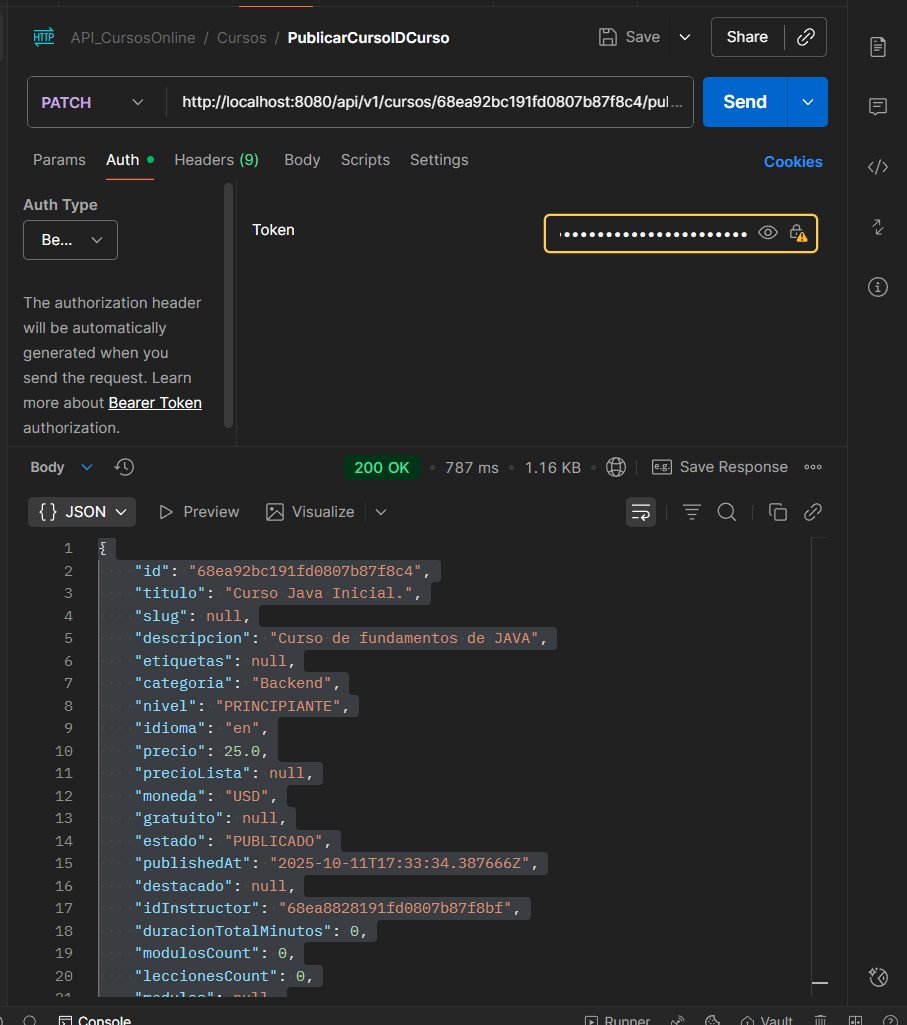 HTTP API_CursosOnline / Cursos / PublicarCursoIDCurso Save Share
PATCH http://localhost:8080/api/v1/cursos/68ea92bc191fd0807b87f8c4/pul... Send
Params Auth Headers (9) Body Scripts Settings Cookies
Auth Type
Be...
Token
The authorization header
will be automatically
generated when you
send the request. Learn
more about Bearer Token
authorization.
Body 200 OK • 787 ms • 1.16 KB • e.g. Save Response
{} JSON Preview Visualize
1 {
2 "id": "68ea92bc191fd0807b87f8c4",
3 "titulo": "Curso Java Inicial.",
4 "slug": null,
5 "descripcion": "Curso de fundamentos de JAVA",
6 "etiquetas": null,
7 "categoria": "Backend",
8 "nivel": "PRINCIPIANTE",
9 "idioma": "en",
10 "precio": 25.0,
11 "precioLista": null,
12 "moneda": "USD",
13 "gratuito": null,
14 "estado": "PUBLICADO",
15 "publishedAt": "2025-10-11T17:33:34.387666Z",
16 "destacado": null,
17 "idInstructor": "68ea8828191fd0807b87f8bf",
18 "duracionTotalMinutos": 0,
19 "modulosCount": 0,
20 "leccionesCount": 0,
21 "modulos": null
Console Runner Vault